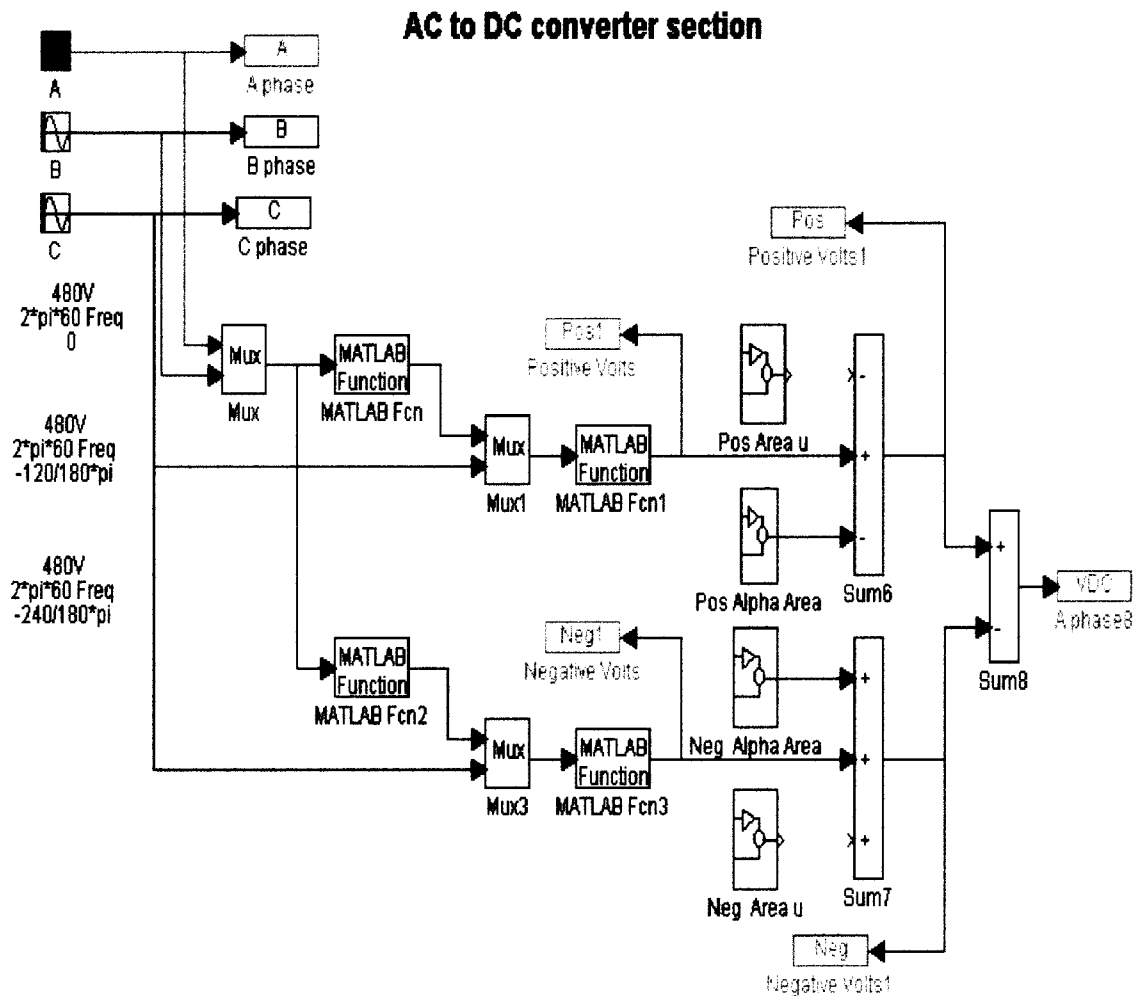 AC to DC converter section
A
A
A phase
B
B
B phase
C
C
C phase
480V
2*pi*60 Freq
0
480V
2*pi*60 Freq
-120/180*pi
480V
2*pi*60 Freq
-240/180*pi
Mux
Mux
MATLAB
Function
MATLAB Fcn
Mux
Mux1
MATLAB
Function
MATLAB Fcn1
Pos1
Positive Volts
Pos
Positive Volts1
Pos Area u
Pos Alpha Area
-
+
-
Sum6
MATLAB
Function
MATLAB Fcn2
Mux
Mux3
MATLAB
Function
MATLAB Fcn3
Neg1
Negative Volts
Neg Alpha Area
Neg Area u
+
+
+
Sum7
Neg
Negative Volts1
+
-
Sum8
VDC
A phase8